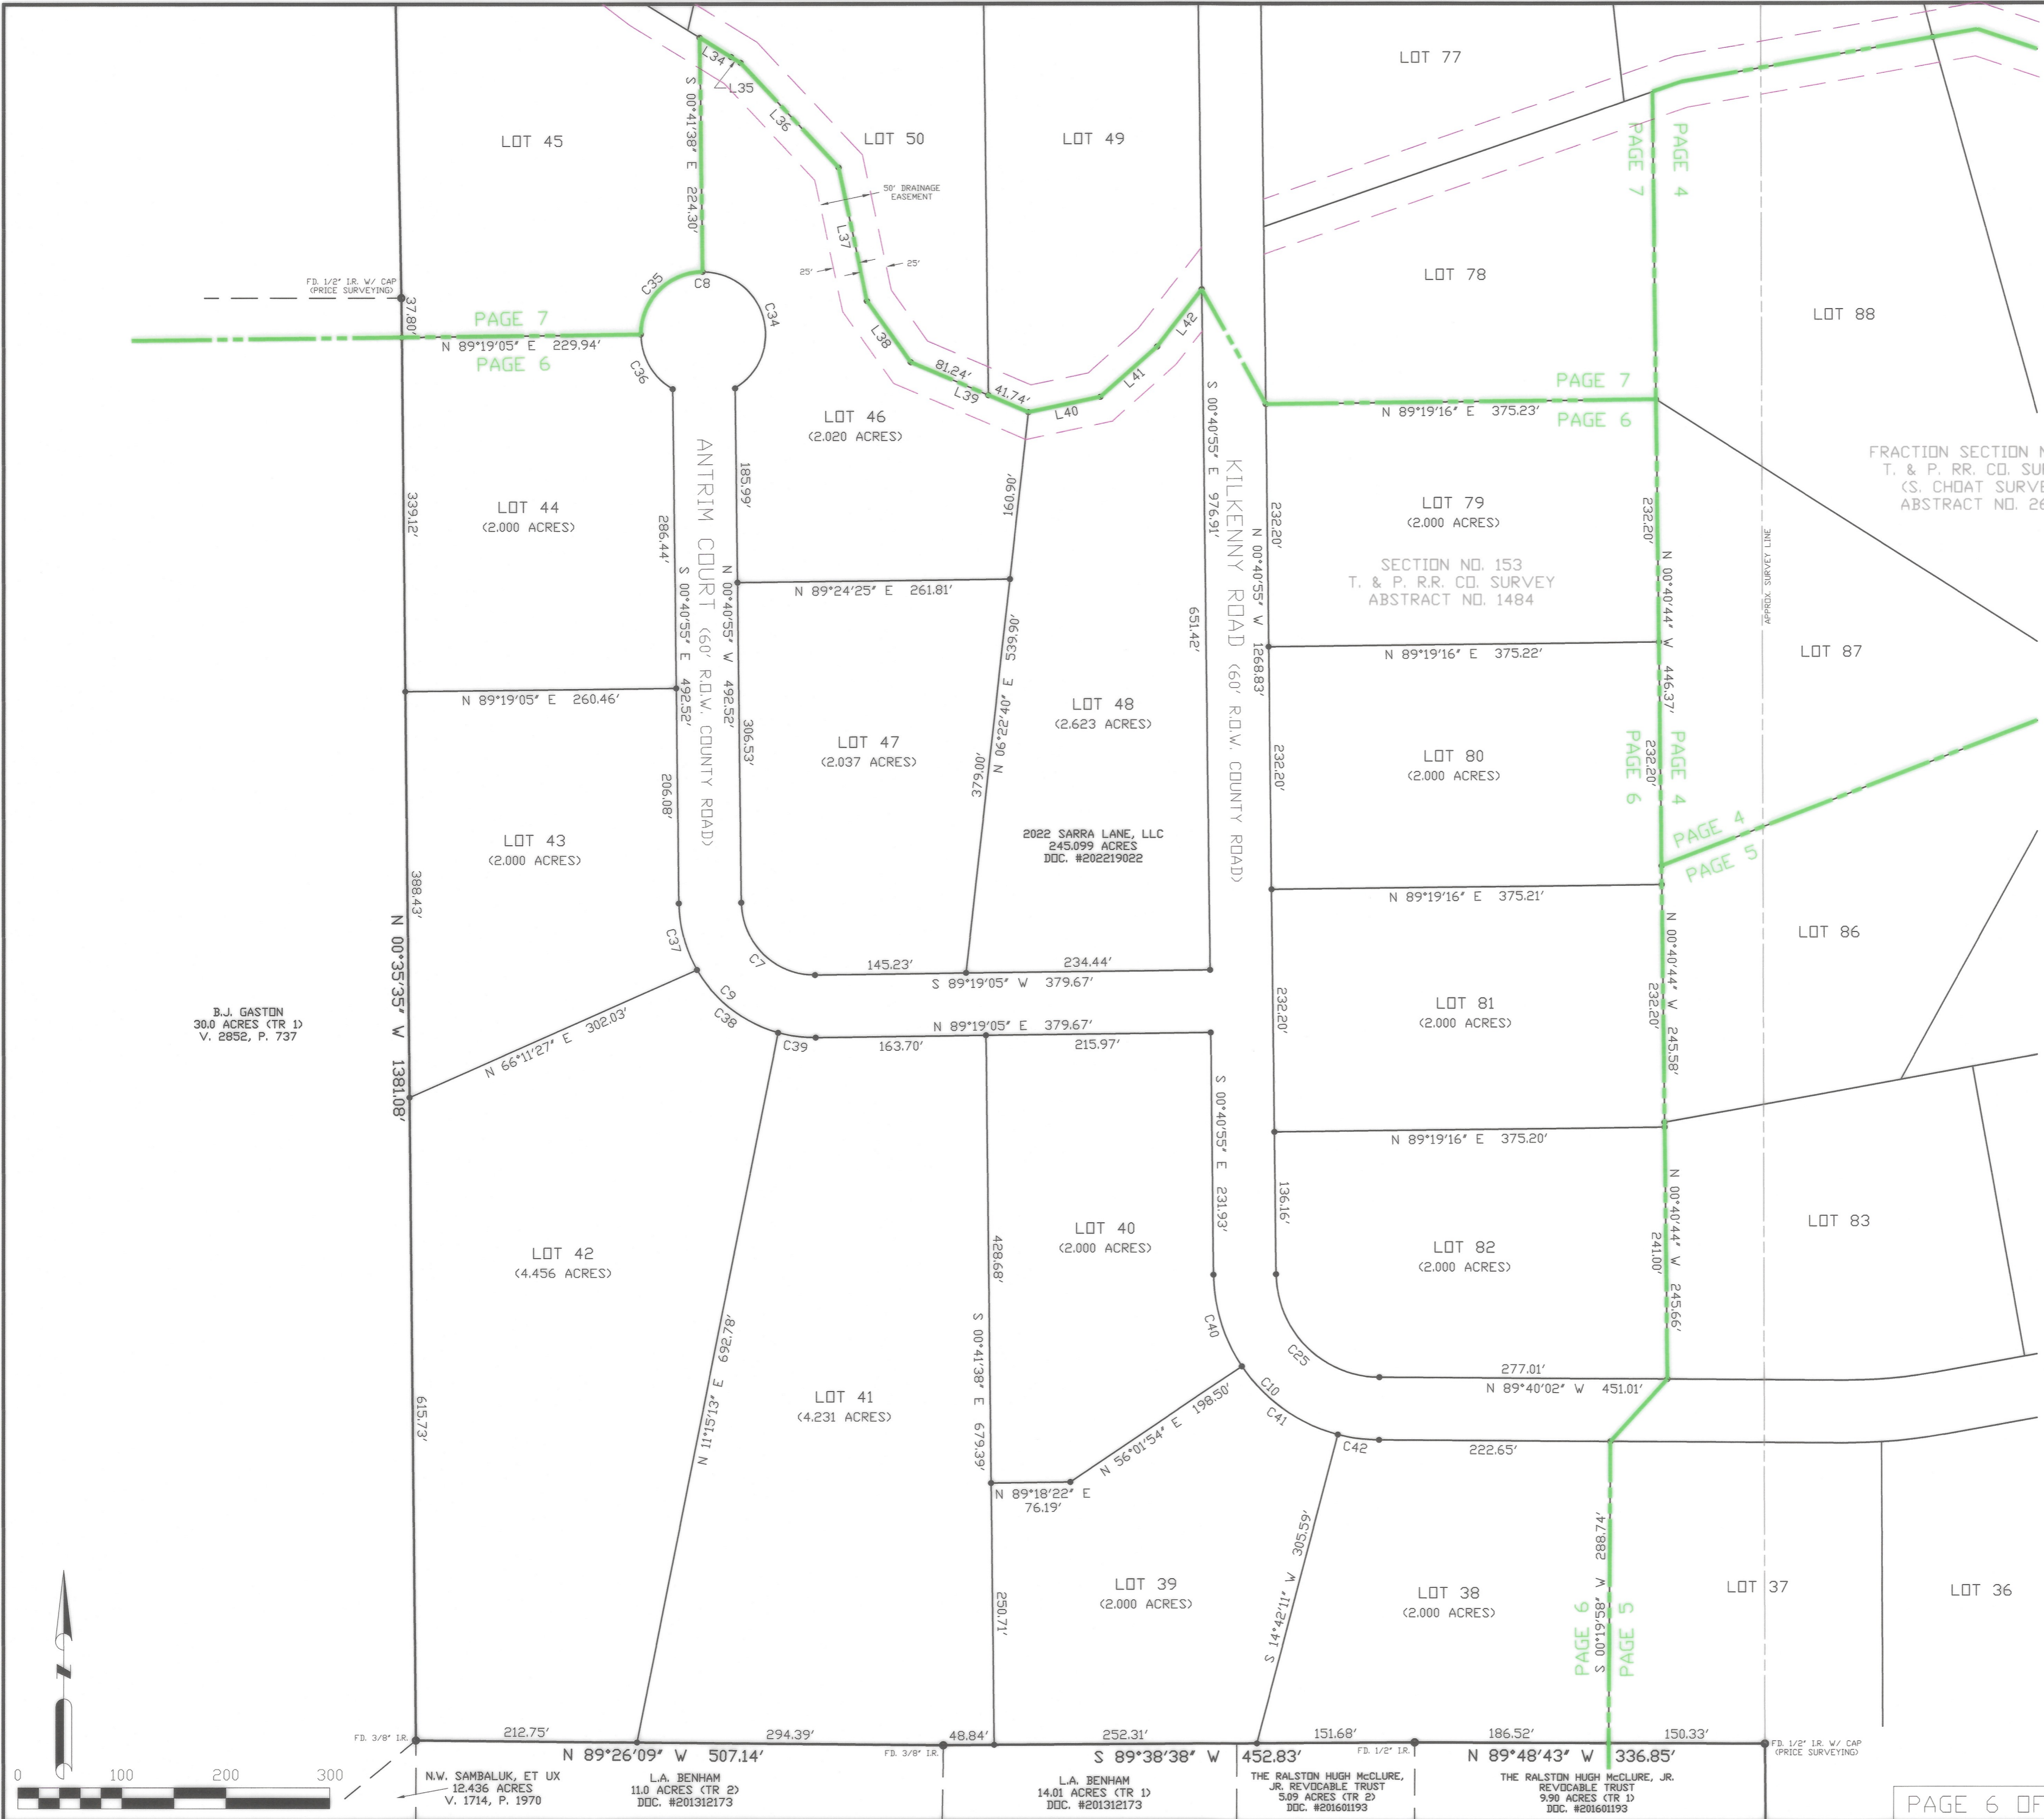 LOT 77
L34
L35
S 00°41'38" E 224.30'
L36
LOT 45
LOT 50
LOT 49
50' DRAINAGE
EASEMENT
PAGE 7
PAGE 4
L37
25'
25'
LOT 78
C35
C8
C34
FD. 1/2" I.R. W/ CAP
(PRICE SURVEYING)
37.80'
PAGE 7
N 89°19'05" E 229.94'
PAGE 6
C36
L38
L42
LOT 88
81.24'
L39
41.74'
L40
L41
PAGE 7
N 89°19'16" E 375.23'
PAGE 6
LOT 46
(2.020 ACRES)
S 00°40'55" E 976.91'
FRACTION SECTION
T. & P. RR. CO.
(S. CHOAT
ABSTRACT NO.
185.99'
160.90'
LOT 44
(2.000 ACRES)
339.12'
286.44'
ANTRIM COURT (60' R.O.W. COUNTY ROAD)
S 00°40'55" E 492.52'
N 00°40'55" W 492.52'
KILKENNY ROAD (60' R.O.W. COUNTY ROAD)
N 00°40'55" W 1268.83'
232.20'
LOT 79
(2.000 ACRES)
232.20'
APPROX. SURVEY LINE
SECTION NO. 153
T. & P. R.R. CO. SURVEY
ABSTRACT NO. 1484
N 00°40'44" W 446.37'
N 89°24'25" E 261.81'
N 06°22'40" E 539.90'
651.42'
N 89°19'16" E 375.22'
LOT 87
N 89°19'05" E 260.46'
LOT 48
(2.623 ACRES)
306.53'
LOT 47
(2.037 ACRES)
379.00'
232.20'
LOT 80
(2.000 ACRES)
232.20'
PAGE 6
PAGE 4
206.08'
LOT 43
(2.000 ACRES)
2022 SARRA LANE, LLC
245.099 ACRES
DOC. #202219022
PAGE 4
PAGE 5
388.43'
N 89°19'16" E 375.21'
N 00°35'35" W 1381.08'
C37
C7
145.23'
234.44'
S 89°19'05" W 379.67'
LOT 86
N 00°40'44" W 245.58'
C9
C38
232.20'
LOT 81
(2.000 ACRES)
232.20'
B.J. GASTON
30.0 ACRES (TR 1)
V. 2852, P. 737
N 66°11'27" E 302.03'
C39
N 89°19'05" E 379.67'
163.70'
215.97'
S 00°40'55" E 231.93'
N 89°19'16" E 375.20'
136.16'
LOT 42
(4.456 ACRES)
428.68'
LOT 40
(2.000 ACRES)
LOT 82
(2.000 ACRES)
241.00'
N 00°40'44" W 245.66'
LOT 83
N 11°15'13" E 692.78'
S 00°41'38" E 679.39'
C40
C25
277.01'
N 89°40'02" W 451.01'
615.73'
LOT 41
(4.231 ACRES)
C10
C41
N 56°01'54" E 198.50'
C42
222.65'
N 89°18'22" E
76.19'
S 14°42'11" W 305.59'
S 00°19'58" W 288.74'
250.71'
LOT 39
(2.000 ACRES)
LOT 38
(2.000 ACRES)
PAGE 6
PAGE 5
LOT 37
LOT 36
N
FD. 3/8" I.R.
212.75'
294.39'
48.84'
252.31'
151.68'
186.52'
150.33'
N 89°26'09" W 507.14'
FD. 3/8" I.R.
S 89°38'38" W 452.83'
FD. 1/2" I.R.
N 89°48'43" W 336.85'
FD. 1/2" I.R. W/ CAP
(PRICE SURVEYING)
0 100 200 300
N.W. SAMBALUK, ET UX
12.436 ACRES
V. 1714, P. 1970
L.A. BENHAM
11.0 ACRES (TR 2)
DOC. #201312173
L.A. BENHAM
14.01 ACRES (TR 1)
DOC. #201312173
THE RALSTON HUGH McCLURE,
JR. REVOCABLE TRUST
5.09 ACRES (TR 2)
DOC. #201601193
THE RALSTON HUGH McCLURE, JR.
REVOCABLE TRUST
9.90 ACRES (TR 1)
DOC. #201601193
PAGE 6 OF